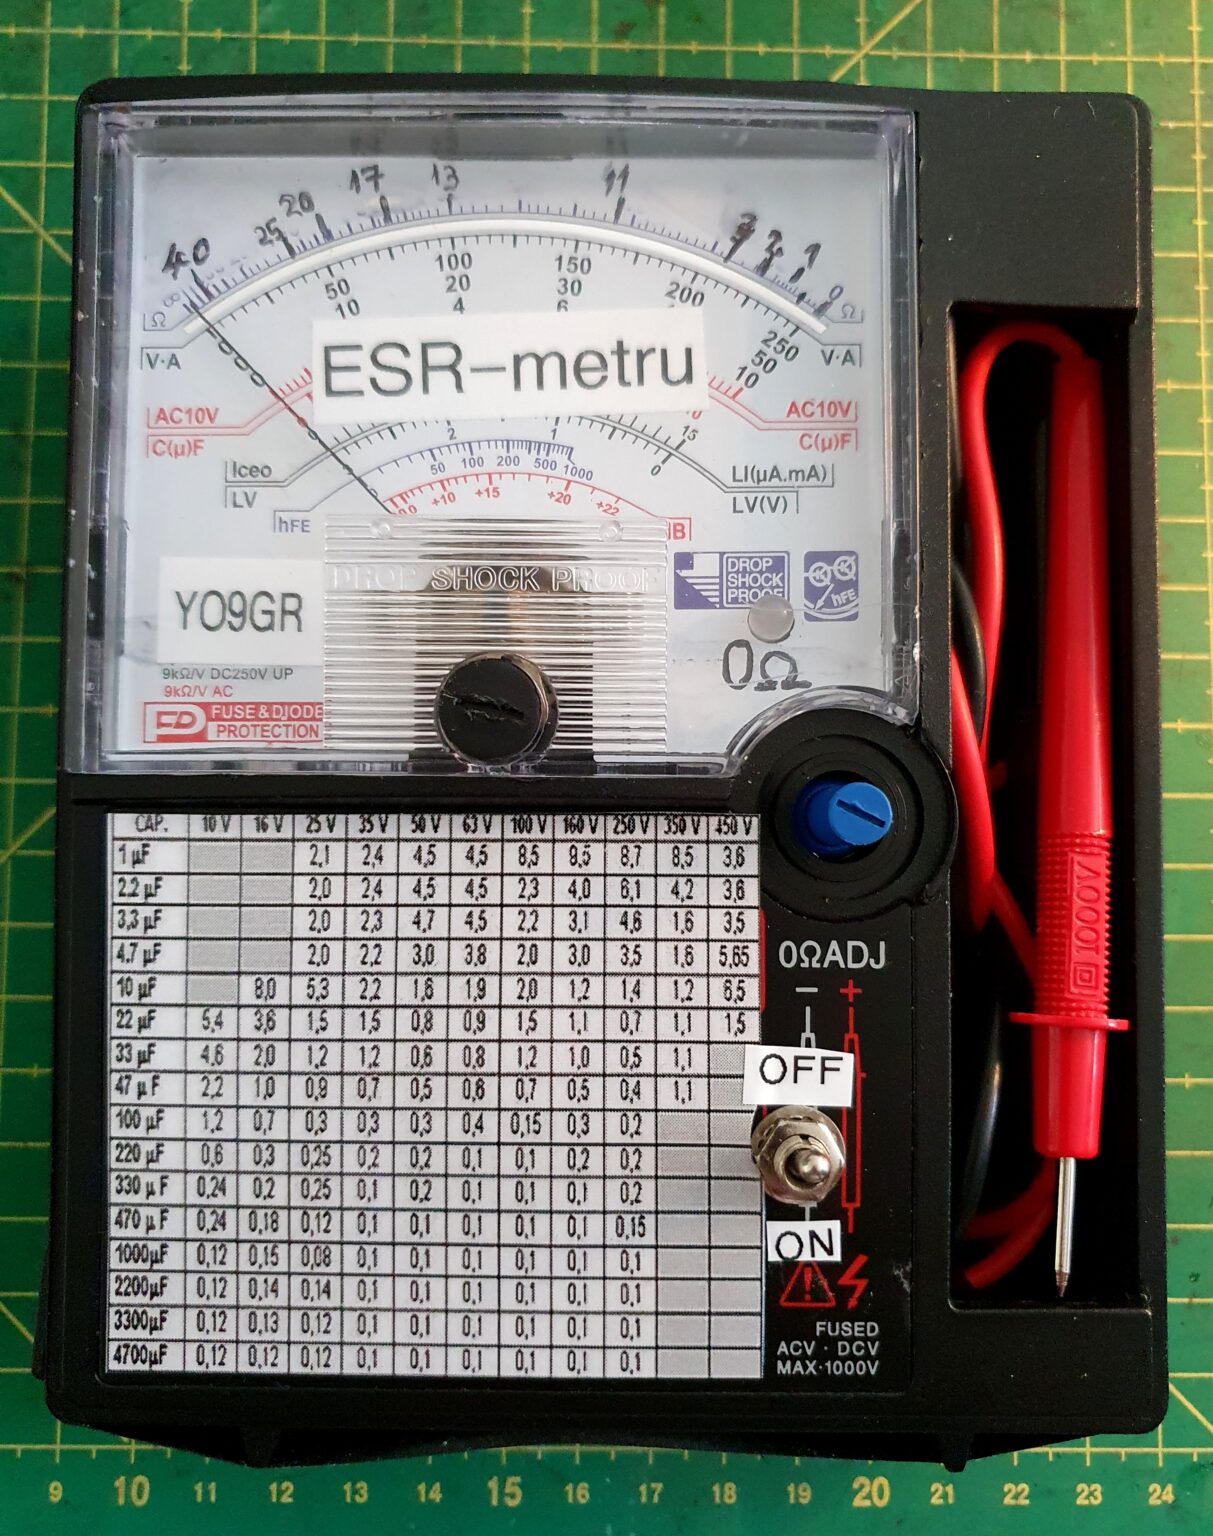 40 25 20 17 13 11 3 2 1 0
∞
Ω Ω
50 100 150 200 250
10 20 30 50
4 6 10
V·A V·A
ESR-metru
AC10V AC10V
C(µ)F C(µ)F
Iceo LI(µA.mA)
LV LV(V)
2 1 15
0
50 100 200 500 1000
hFE
+10 +15 +20 +22
DROP SHOCK PROOF
DROP
SHOCK
PROOF
hFE
YO9GR
0Ω
9kΩ/V DC250V UP
9kΩ/V AC
FUSE&DIODE
PROTECTION
CAP. 10 V 16 V 25 V 35 V 50 V 63 V 100 V 160 V 250 V 350 V 450 V
1 µF 2,1 2,4 4,5 4,5 8,5 9,5 8,7 8,5 3,6
2.2 µF 2,0 2,4 4,5 4,5 2,3 4,0 6,1 4,2 3,6
3,3 µF 2,0 2,3 4,7 4,5 2,2 3,1 4,6 1,6 3,5
4.7 µF 2,0 2,2 3,0 3,8 2,0 3,0 3,5 1,6 5,65
10 µF 8,0 5,3 2,2 1,6 1,9 2,0 1,2 1,4 1,2 6,5
22 µF 5,4 3,6 1,5 1,5 0,8 0,9 1,5 1,1 0,7 1,1 1,5
33 µF 4,6 2,0 1,2 1,2 0,6 0,8 1,2 1,0 0,5 1,1
47 µF 2,2 1,0 0,9 0,7 0,5 0,6 0,7 0,5 0,4 1,1
100 µF 1,2 0,7 0,3 0,3 0,3 0,4 0,15 0,3 0,2
220 µF 0,6 0,3 0,25 0,2 0,2 0,1 0,1 0,2 0,2
330 µF 0,24 0,2 0,25 0,1 0,2 0,1 0,1 0,1 0,2
470 µF 0,24 0,18 0,12 0,1 0,1 0,1 0,1 0,1 0,15
1000µF 0,12 0,15 0,08 0,1 0,1 0,1 0,1 0,1 0,1
2200µF 0,12 0,14 0,14 0,1 0,1 0,1 0,1 0,1 0,1
3300µF 0,12 0,13 0,12 0,1 0,1 0,1 0,1 0,1 0,1
4700µF 0,12 0,12 0,12 0,1 0,1 0,1 0,1 0,1 0,1
0ΩADJ
− +
OFF
ON
FUSED
ACV · DCV
MAX·1000V
1000V
9 10 11 12 13 14 15 16 17 18 19 20 21 22 23 24